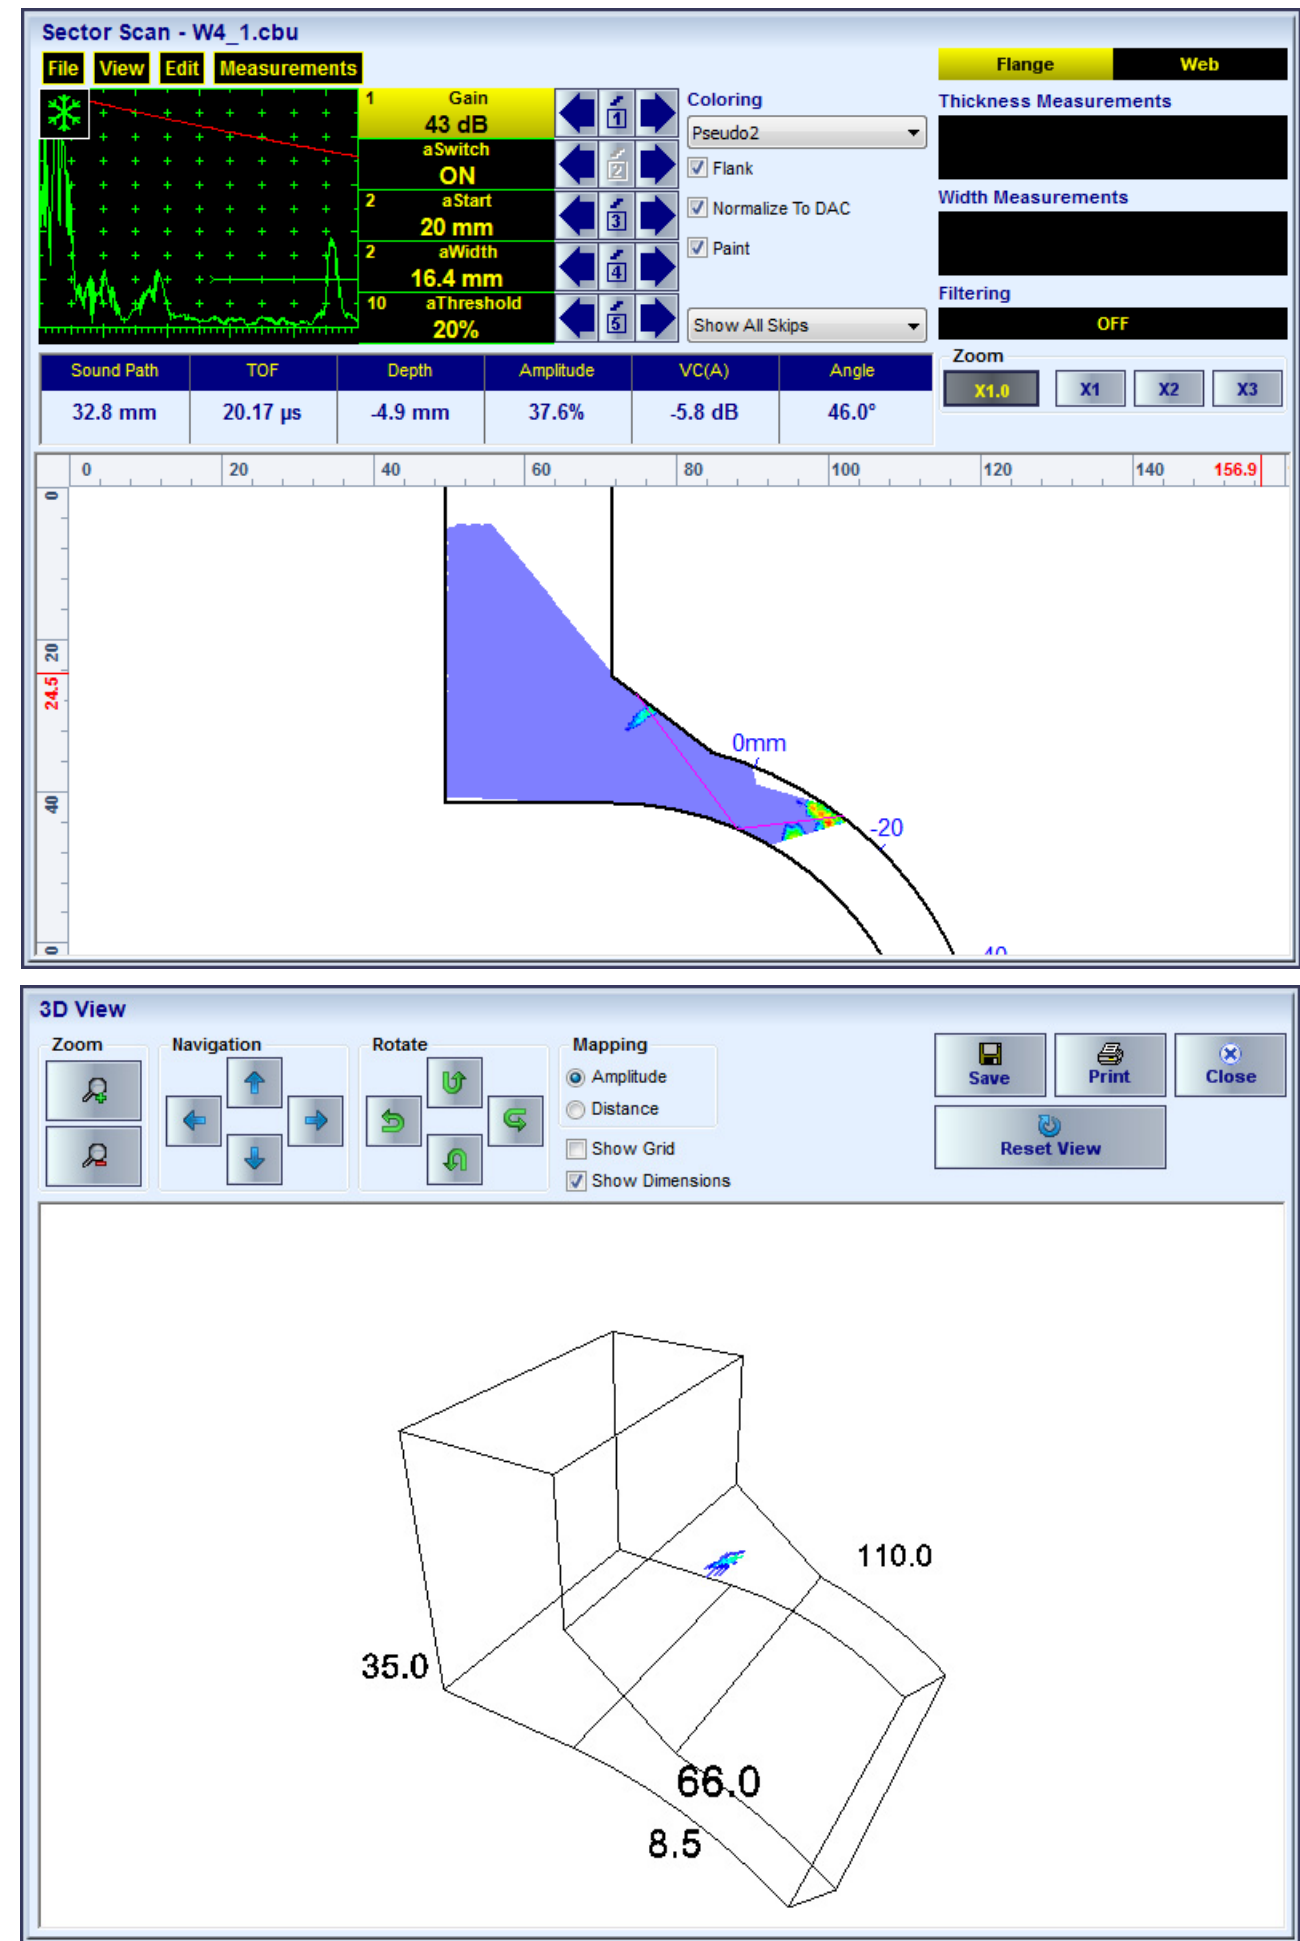 Sector Scan - W4_1.cbu
File View Edit Measurements
Flange Web
1 Gain
43 dB
aSwitch
ON
2 aStart
20 mm
2 aWidth
16.4 mm
10 aThreshold
20%
1
2
3
4
5
Coloring
Pseudo2
Flank
Normalize To DAC
Paint
Show All Skips
Thickness Measurements
Width Measurements
Filtering
OFF
Zoom
X1.0 X1 X2 X3
Sound Path TOF Depth Amplitude VC(A) Angle
32.8 mm 20.17 µs -4.9 mm 37.6% -5.8 dB 46.0°
0 20 40 60 80 100 120 140 156.9
0
20
24.5
40
0
0mm
-20
3D View
Zoom Navigation Rotate Mapping
Amplitude
Distance
Show Grid
Show Dimensions
Save Print Close
Reset View
110.0
35.0
66.0
8.5